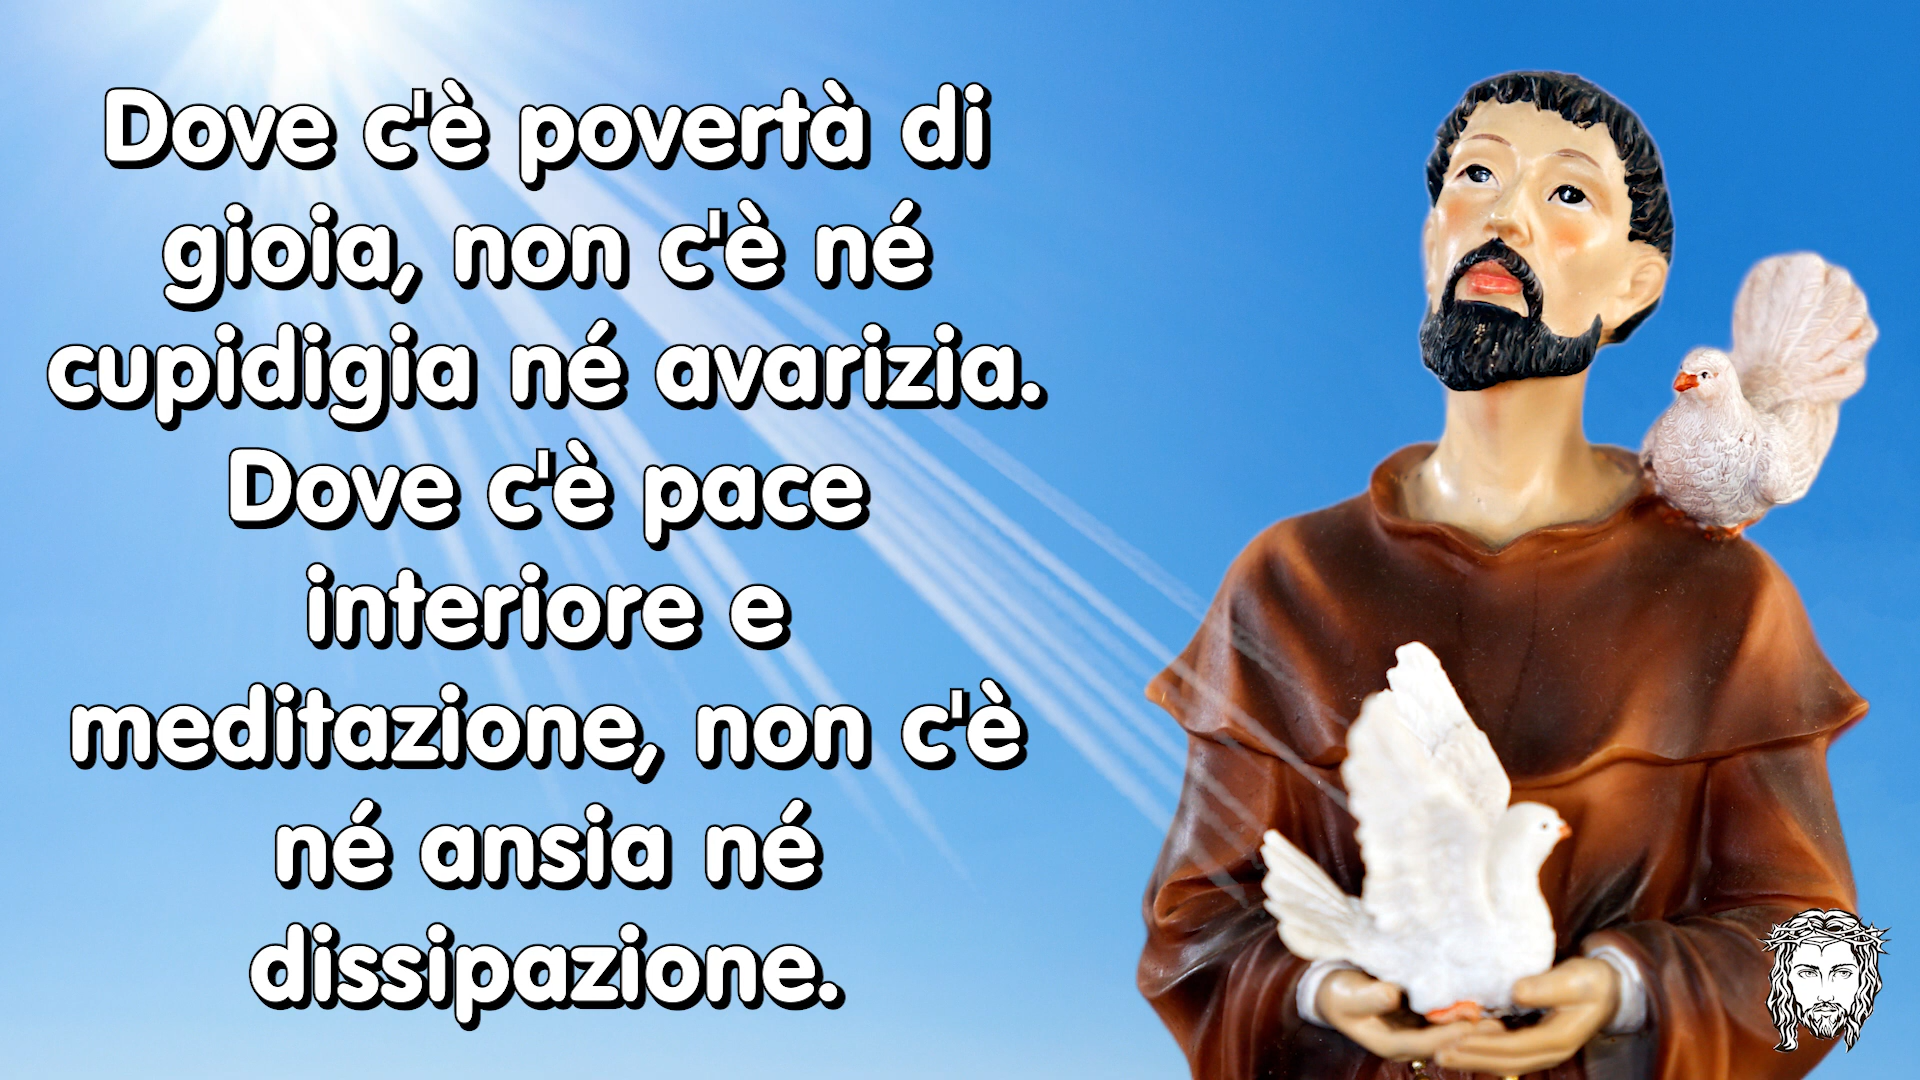 Dove c'è povertà di
gioia, non c'è né
cupidigia né avarizia.
Dove c'è pace
interiore e
meditazione, non c'è
né ansia né
dissipazione.